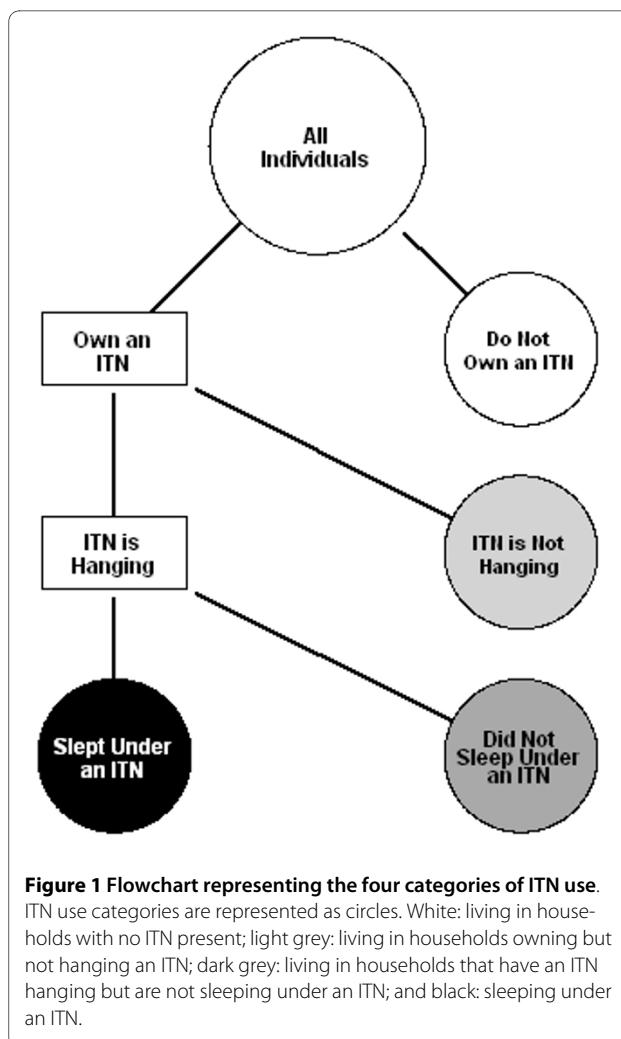 All
Individuals
Own an
ITN
Do Not
Own an ITN
ITN is
Hanging
ITN is Not
Hanging
Slept Under
an ITN
Did Not
Sleep Under
an ITN
Figure 1 Flowchart representing the four categories of ITN use.
ITN use categories are represented as circles. White: living in house-
holds with no ITN present; light grey: living in households owning but
not hanging an ITN; dark grey: living in households that have an ITN
hanging but are not sleeping under an ITN; and black: sleeping under
an ITN.